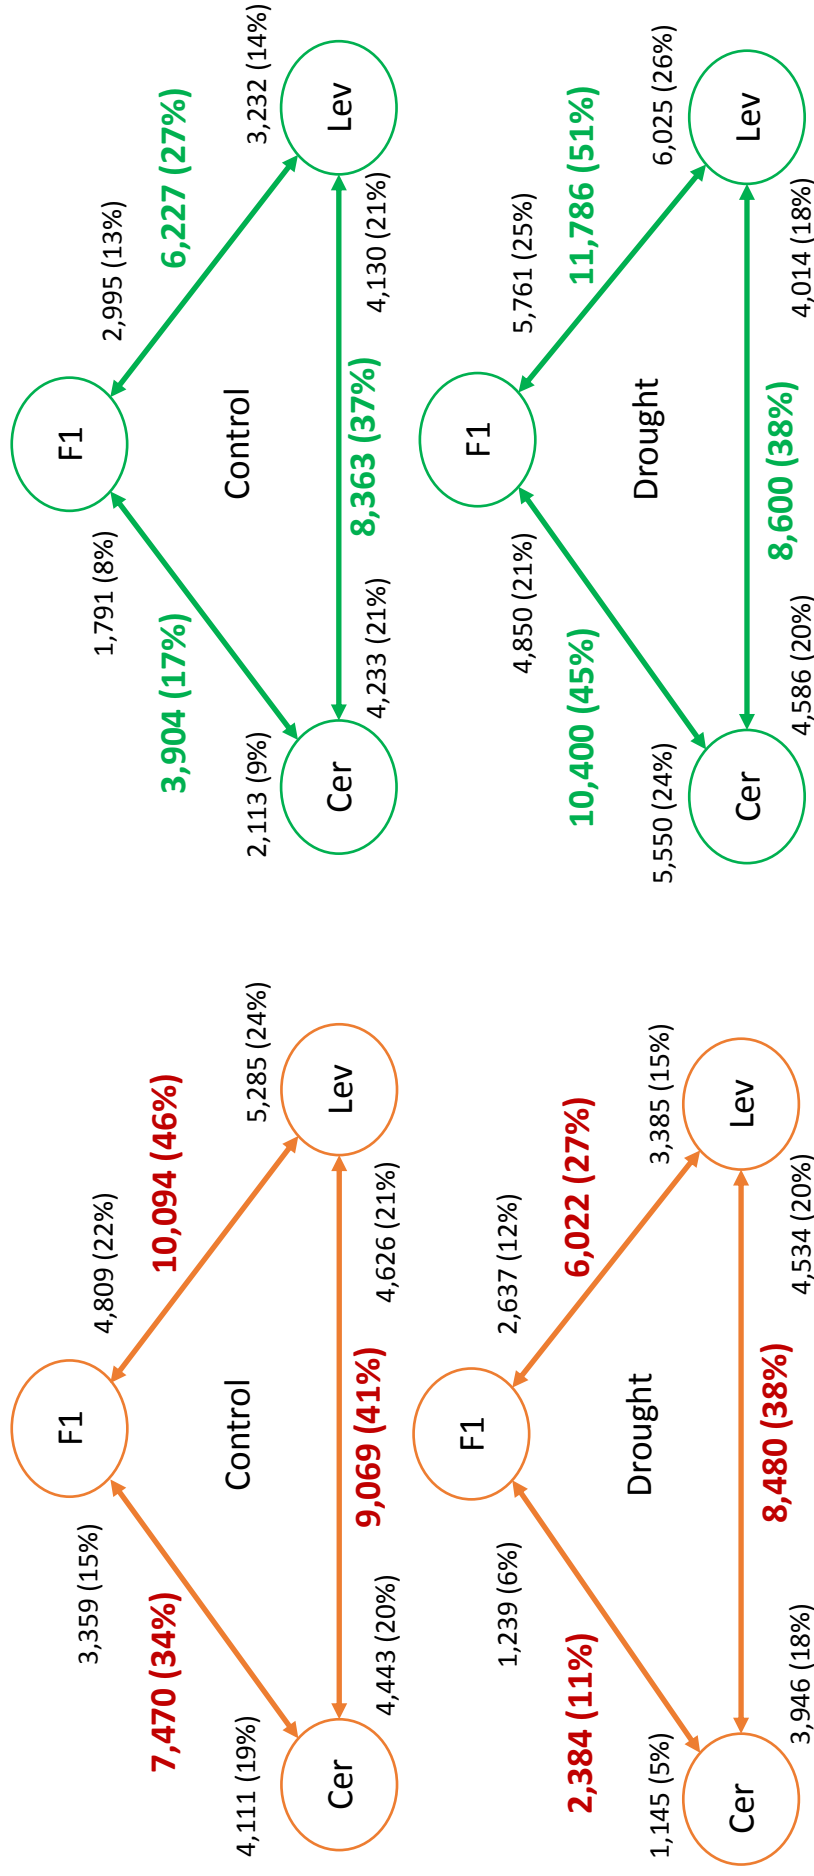 F1
3,359 (15%)
4,809 (22%)
7,470 (34%)
10,094 (46%)
4,111 (19%)
5,285 (24%)
Control
Cer
Lev
4,443 (20%)
9,069 (41%)
4,626 (21%)
F1
1,791 (8%)
2,995 (13%)
3,904 (17%)
6,227 (27%)
2,113 (9%)
3,232 (14%)
Control
Cer
Lev
4,233 (21%)
8,363 (37%)
4,130 (21%)
F1
1,239 (6%)
2,637 (12%)
2,384 (11%)
6,022 (27%)
1,145 (5%)
3,385 (15%)
Drought
Cer
Lev
3,946 (18%)
8,480 (38%)
4,534 (20%)
F1
4,850 (21%)
5,761 (25%)
10,400 (45%)
11,786 (51%)
5,550 (24%)
6,025 (26%)
Drought
Cer
Lev
4,586 (20%)
8,600 (38%)
4,014 (18%)